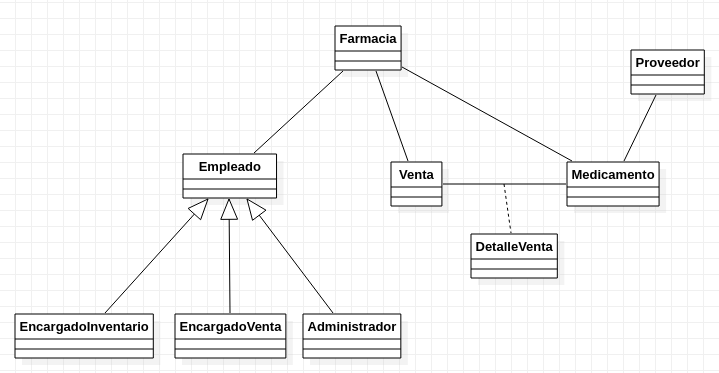 Farmacia
Proveedor
Empleado
Venta
Medicamento
DetalleVenta
EncargadoInventario
EncargadoVenta
Administrador